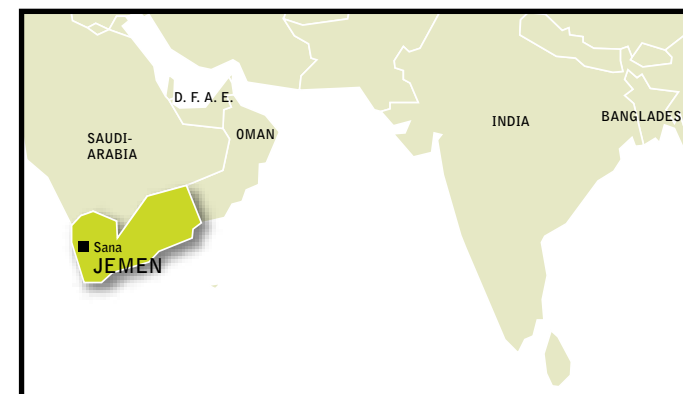 D. F. A. E.
SAUDI-
ARABIA
OMAN
INDIA
BANGLADES
Sana
JEMEN